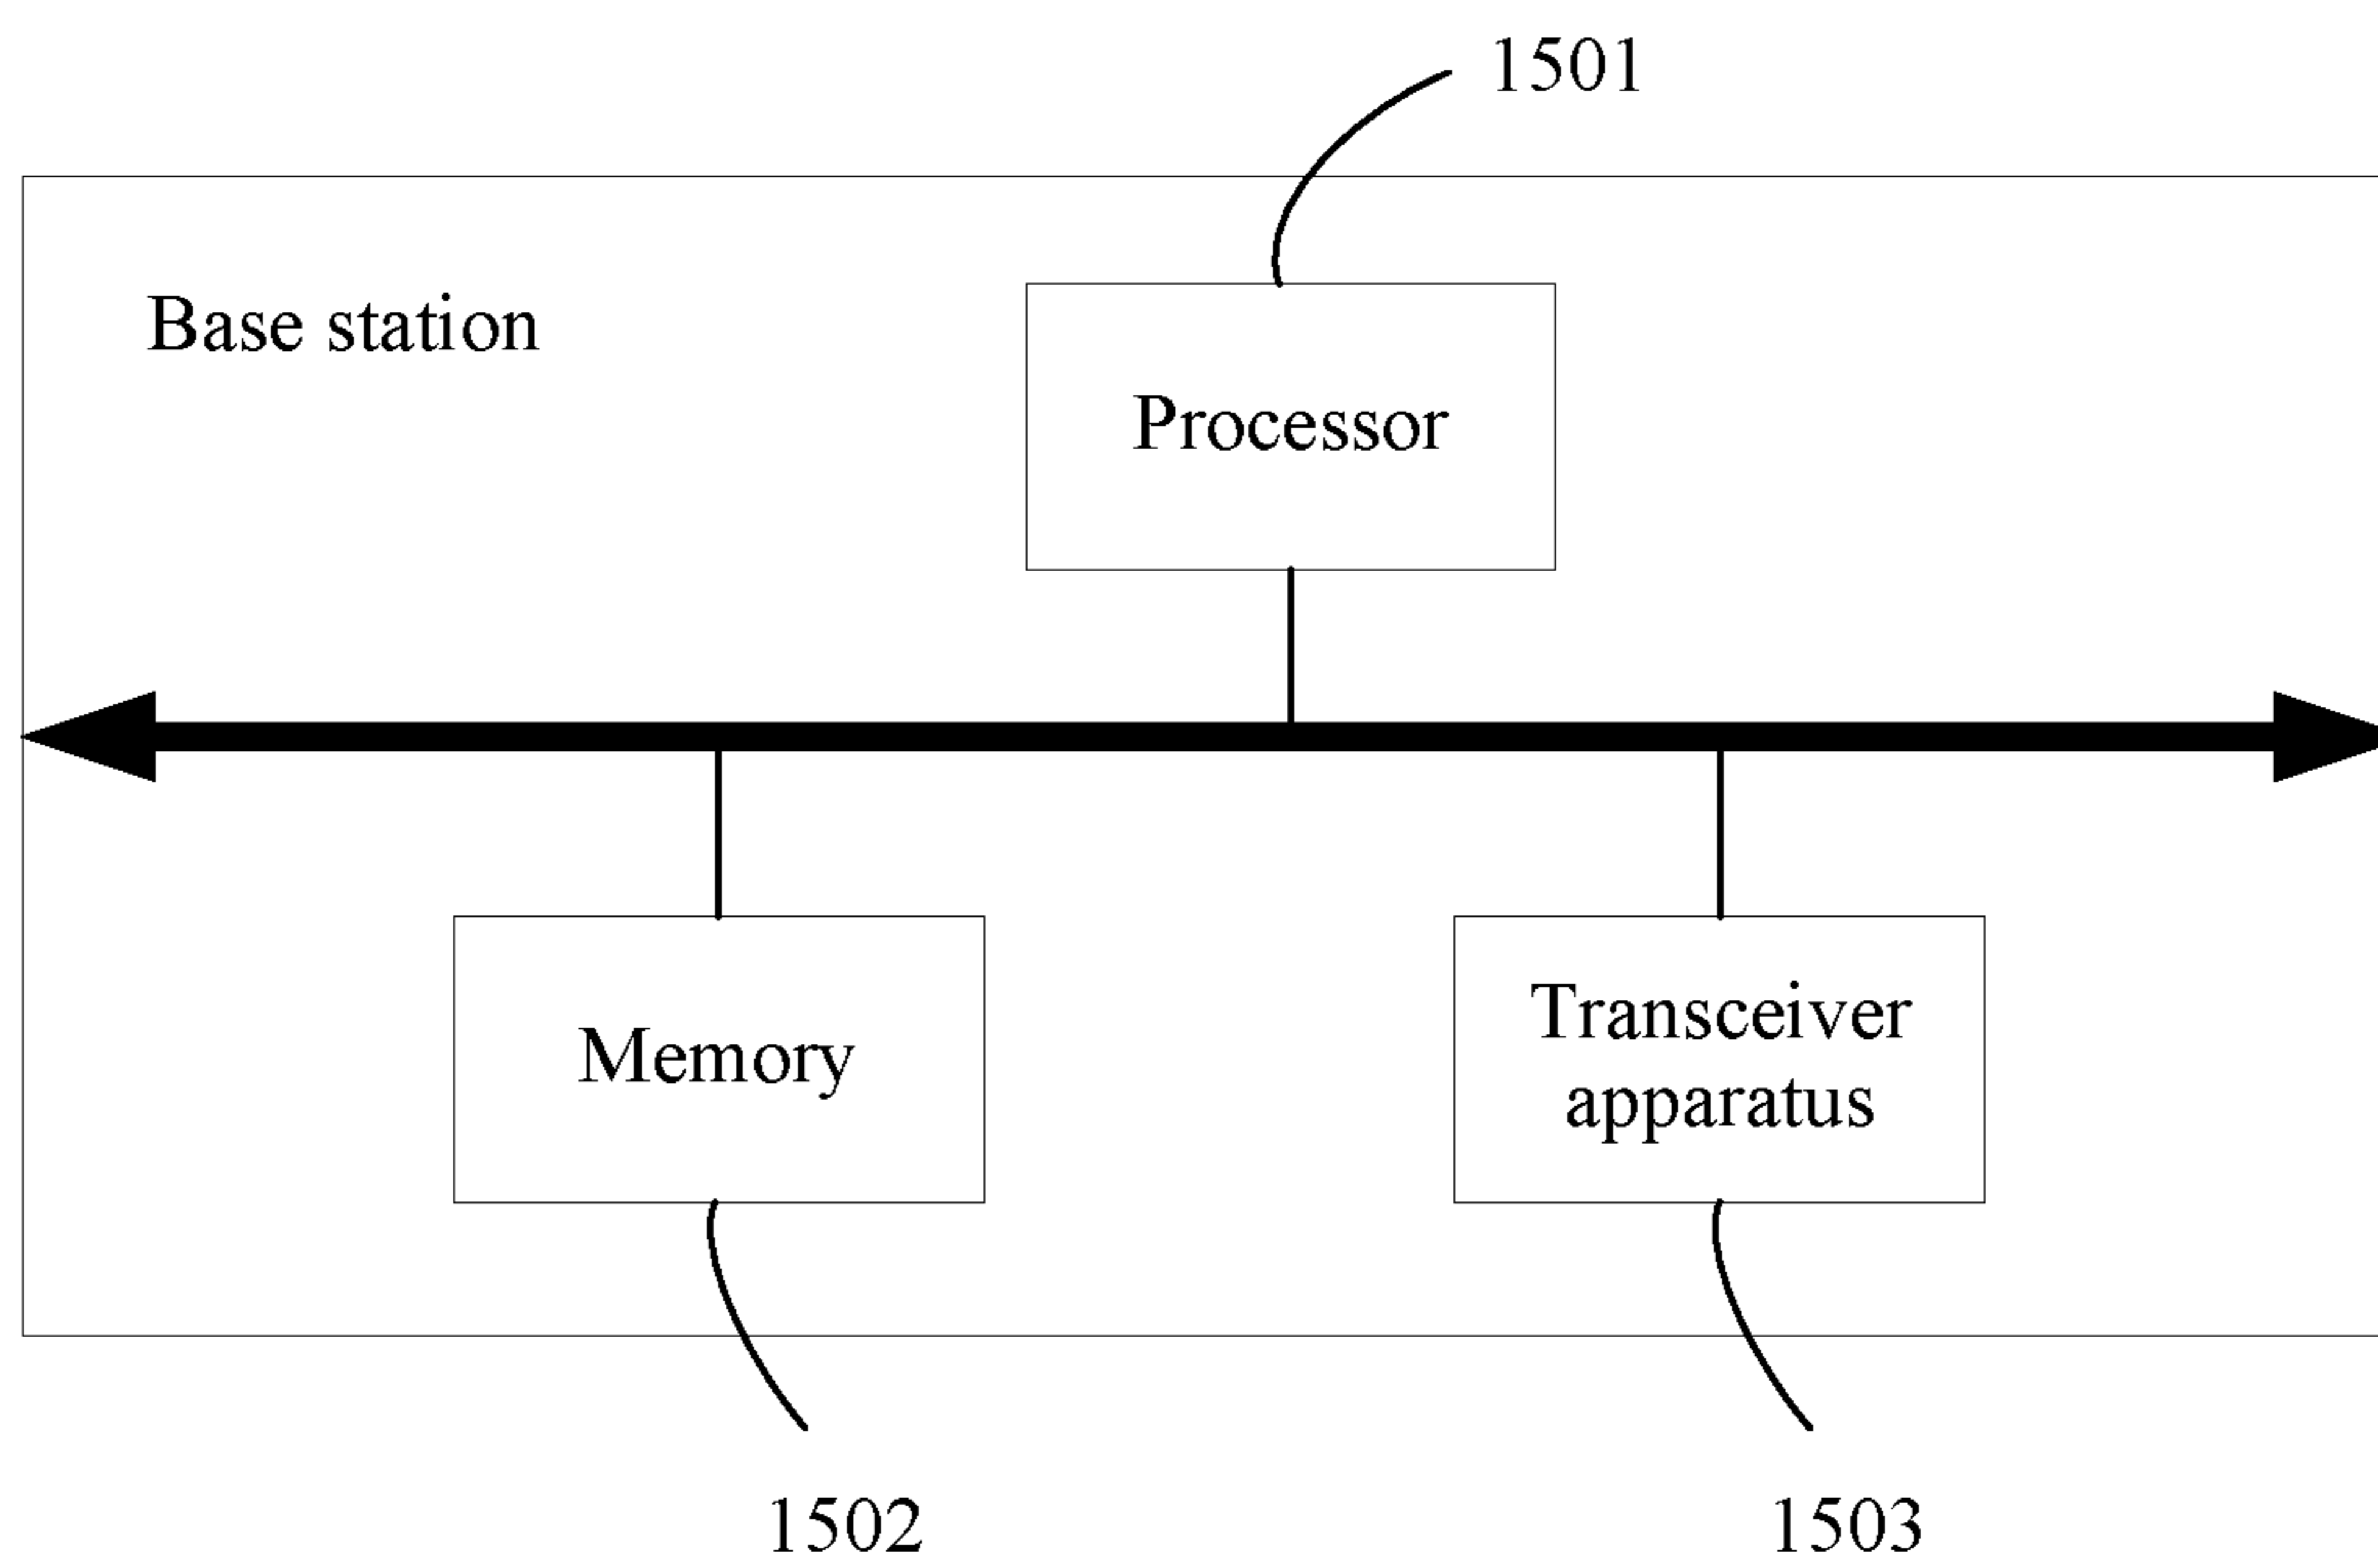 1501
Base station
Processor
Memory
Transceiver
apparatus
1502
1503